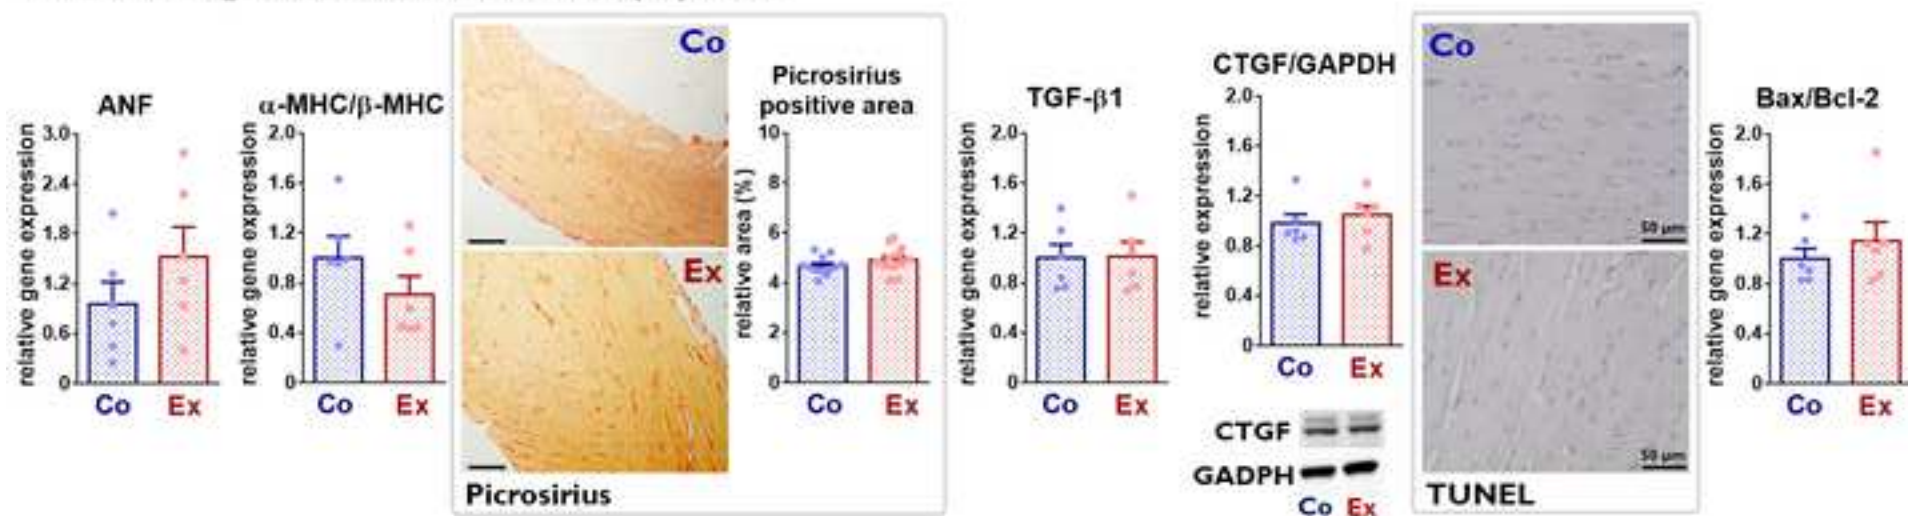 ANF
relative gene expression
3.0
2.4
1.8
1.2
0.6
0
Co Ex
α-MHC/β-MHC
relative gene expression
2.0
1.6
1.2
0.8
0.4
0
Co Ex
Co
Ex
Picrosirius
Picrosirius
positive area
relative area (%)
10
8
6
4
2
0
Co Ex
TGF-β1
relative gene expression
2.0
1.6
1.2
0.8
0.4
0
Co Ex
CTGF/GAPDH
relative expression
2.0
1.6
1.2
0.8
0.4
0
Co Ex
CTGF
GADPH
Co Ex
Co
50 µm
Ex
50 µm
TUNEL
Bax/Bcl-2
relative gene expression
2.0
1.6
1.2
0.8
0.4
0
Co Ex